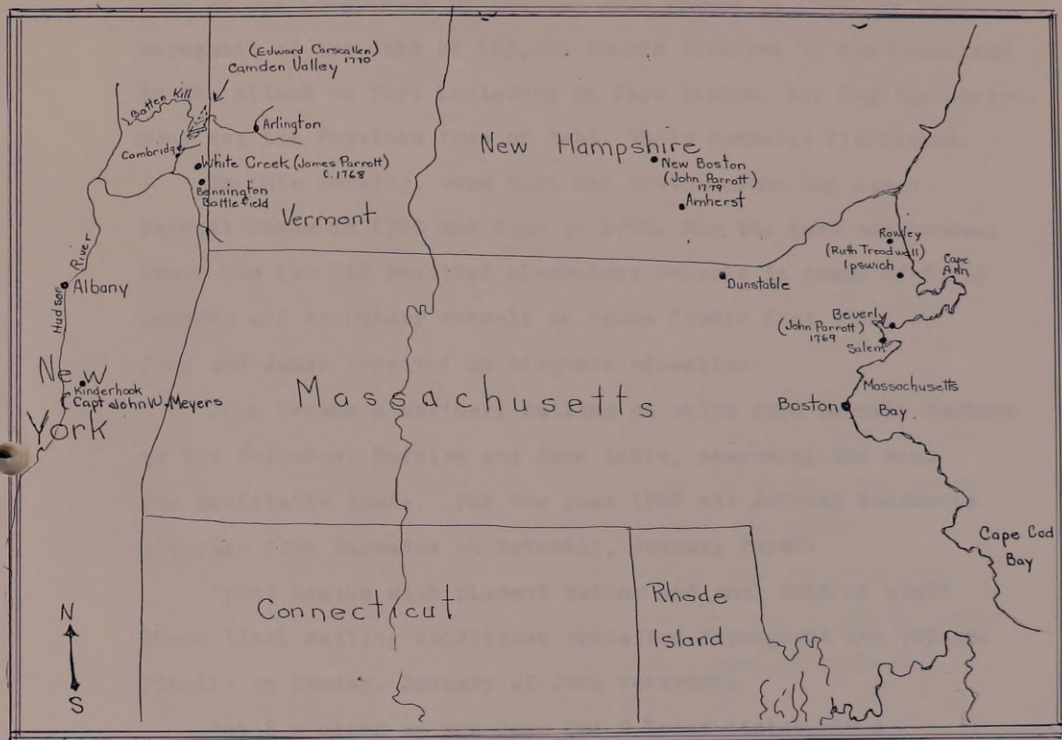 (Edward Carscallen)
1770
Camden Valley
Batten Kill
Arlington
Cambridge
White Creek (James Parrott)
C. 1768
Bennington
Battlefield
Vermont
New Hampshire
New Boston
(John Parrott)
1779
Amherst
Hudson River
Albany
Dunstable
Rowley
(Ruth Treadwell)
Ipswich
Cape
Ann
Beverly
(John Parrott)
1769
Salem
New
York
Kinderhook
Capt John W. Meyers
Massachusetts
Massachusetts
Bay
Boston
Cape Cod
Bay
Connecticut
Rhode
Island
N
S